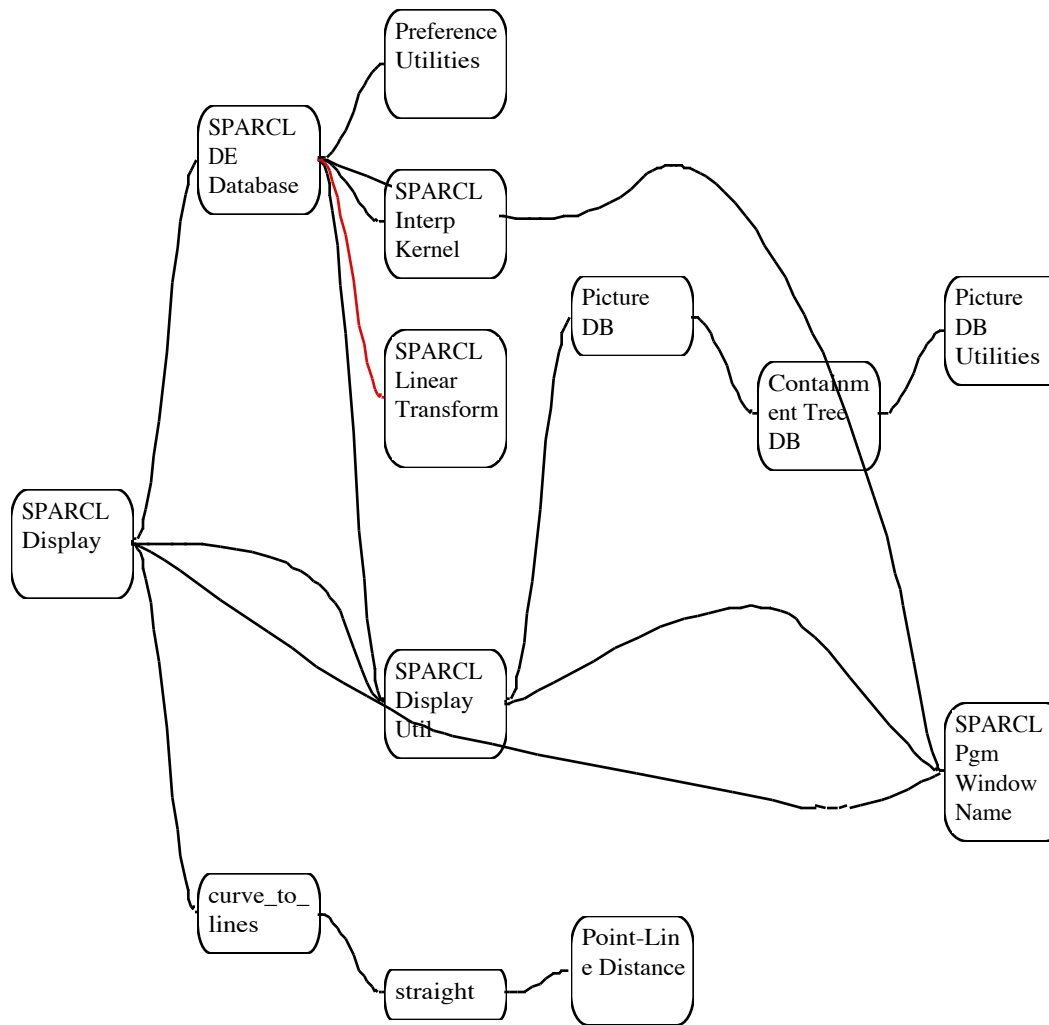 Preference
Utilities
SPARCL
DE
Database
SPARCL
Interp
Kernel
Picture
DB
Picture
DB
Utilities
SPARCL
Linear
Transform
Containm
ent Tree
DB
SPARCL
Display
SPARCL
Display
Util
SPARCL
Pgm
Window
Name
curve_to_
lines
Point-Lin
e Distance
straight